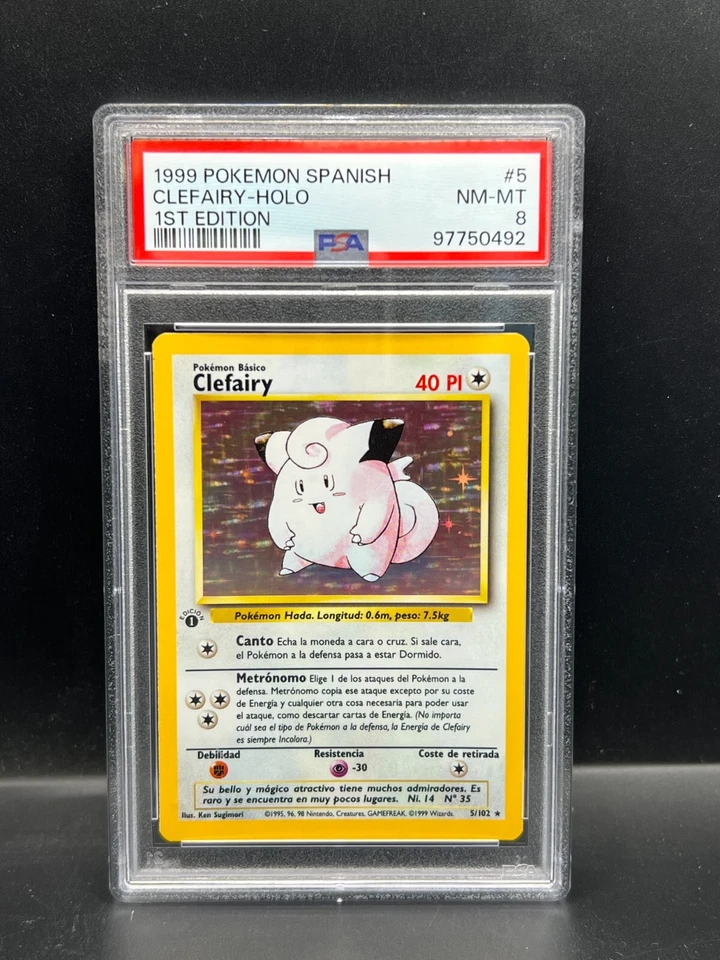 1999 POKEMON SPANISH #5
CLEFAIRY-HOLO NM-MT
1ST EDITION 8
PSA 97750492
Pokémon Básico
Clefairy 40 PI
EDICIÓN
1
Pokémon Hada. Longitud: 0.6m, peso: 7.5kg
Canto Echa la moneda a cara o cruz. Si sale cara,
el Pokémon a la defensa pasa a estar Dormido.
Metrónomo Elige 1 de los ataques del Pokémon a la
defensa. Metrónomo copia ese ataque excepto por su coste
de Energía y cualquier otra cosa necesaria para poder usar
el ataque, como descartar cartas de Energía. (No importa
cuál sea el tipo de Pokémon a la defensa, la Energía de Clefairy
es siempre Incolora.)
Debilidad Resistencia Coste de retirada
-30
Su bello y mágico atractivo tiene muchos admiradores. Es
raro y se encuentra en muy pocos lugares. Ni. 14 N° 35
Ilus. Ken Sugimori ©1995, 96, 98 Nintendo, Creatures, GAMEFREAK. ©1999 Wizards. 5/102 ★